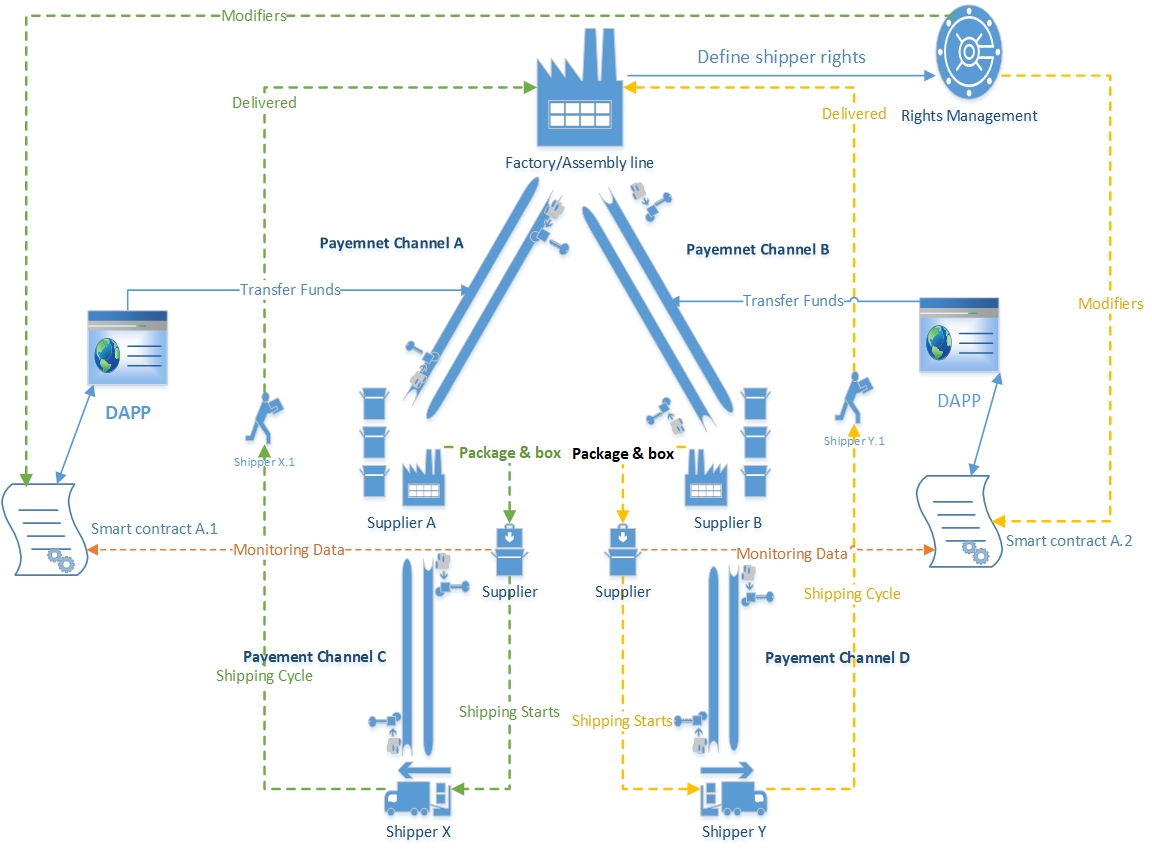 Modifiers
Define shipper rights
Delivered
Delivered
Rights Management
Factory/Assembly line
Payemnet Channel A
Payemnet Channel B
Transfer Funds
Transfer Funds
Modifiers
DAPP
DAPP
Shipper X.1
Shipper Y.1
Package & box
Package & box
Supplier A
Supplier B
Smart contract A.1
Smart contract A.2
Monitoring Data
Monitoring Data
Supplier
Supplier
Shipping Cycle
Payement Channel C
Payement Channel D
Shipping Cycle
Shipping Starts
Shipping Starts
Shipper X
Shipper Y